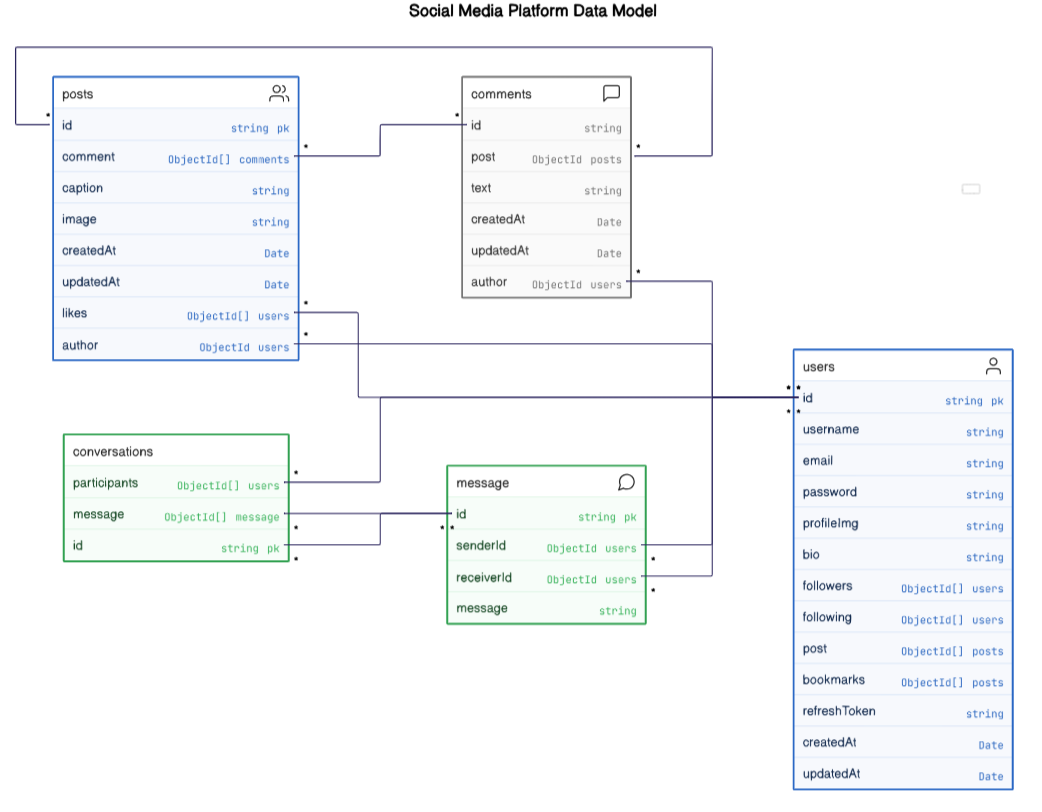 Social Media Platform Data Model
posts
id string pk
comment ObjectId[] comments
caption string
image string
createdAt Date
updatedAt Date
likes ObjectId[] users
author ObjectId users
comments
id string
post ObjectId posts
text string
createdAt Date
updatedAt Date
author ObjectId users
conversations
participants ObjectId[] users
message ObjectId[] message
id string pk
message
id string pk
senderId ObjectId users
receiverId ObjectId users
message string
users
id string pk
username string
email string
password string
profileImg string
bio string
followers ObjectId[] users
following ObjectId[] users
post ObjectId[] posts
bookmarks ObjectId[] posts
refreshToken string
createdAt Date
updatedAt Date